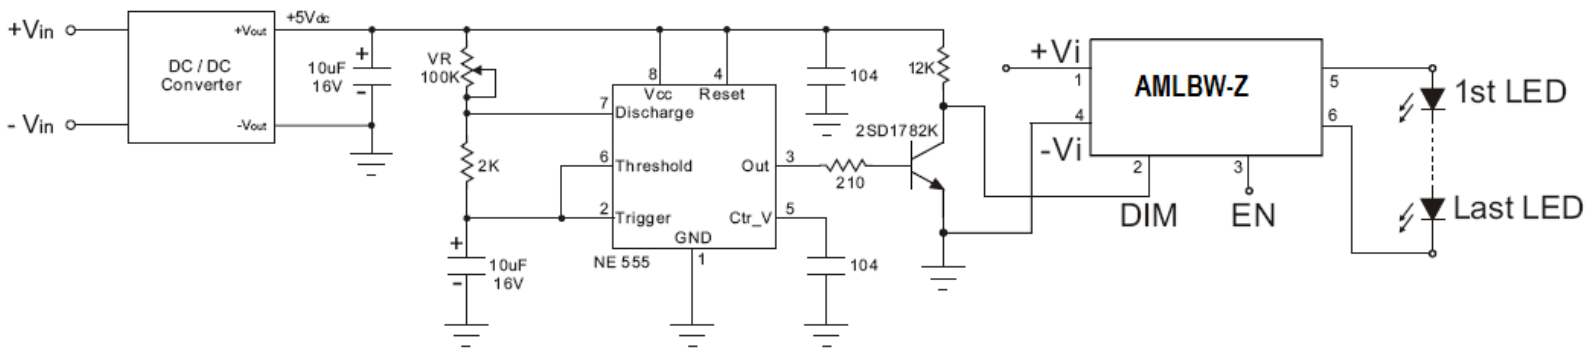 +Vin
- Vin
DC / DC
Converter
+Vout
-Vout
+5Vdc
+
10uF
16V
-
VR
100K
2K
+
10uF
16V
-
8
4
Vcc
Reset
7
Discharge
6
Threshold
Out
3
2
Trigger
Ctr_V
5
GND
NE 555
1
104
104
210
12K
2SD1782K
+Vi
1
4
-Vi
AMLBW-Z
5
6
2
3
DIM
EN
1st LED
Last LED